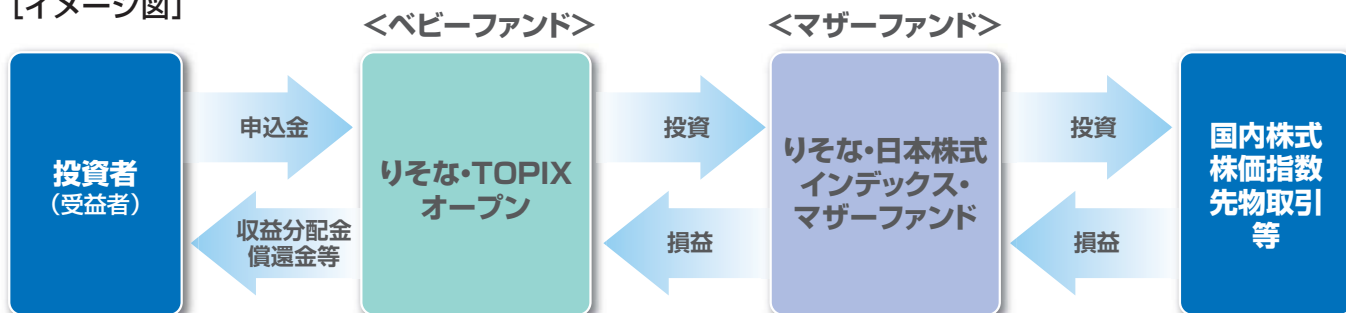 [イメージ図]
<ベビーファンド>
<マザーファンド>
投資者
(受益者)
申込金
収益分配金
償還金等
りそな・TOPIX
オープン
投資
損益
りそな・日本株式
インデックス・
マザーファンド
投資
損益
国内株式
株価指数
先物取引
等